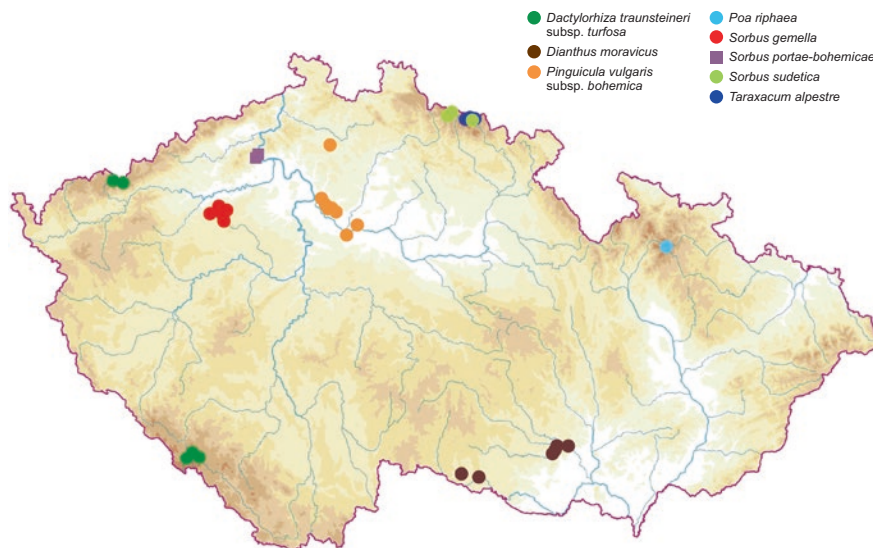 Dactylorhiza traunsteineri
subsp. turfosa
Dianthus moravicus
Pinguicula vulgaris
subsp. bohemica
Poa riphaea
Sorbus gemella
Sorbus portae-bohemicae
Sorbus sudetica
Taraxacum alpestre